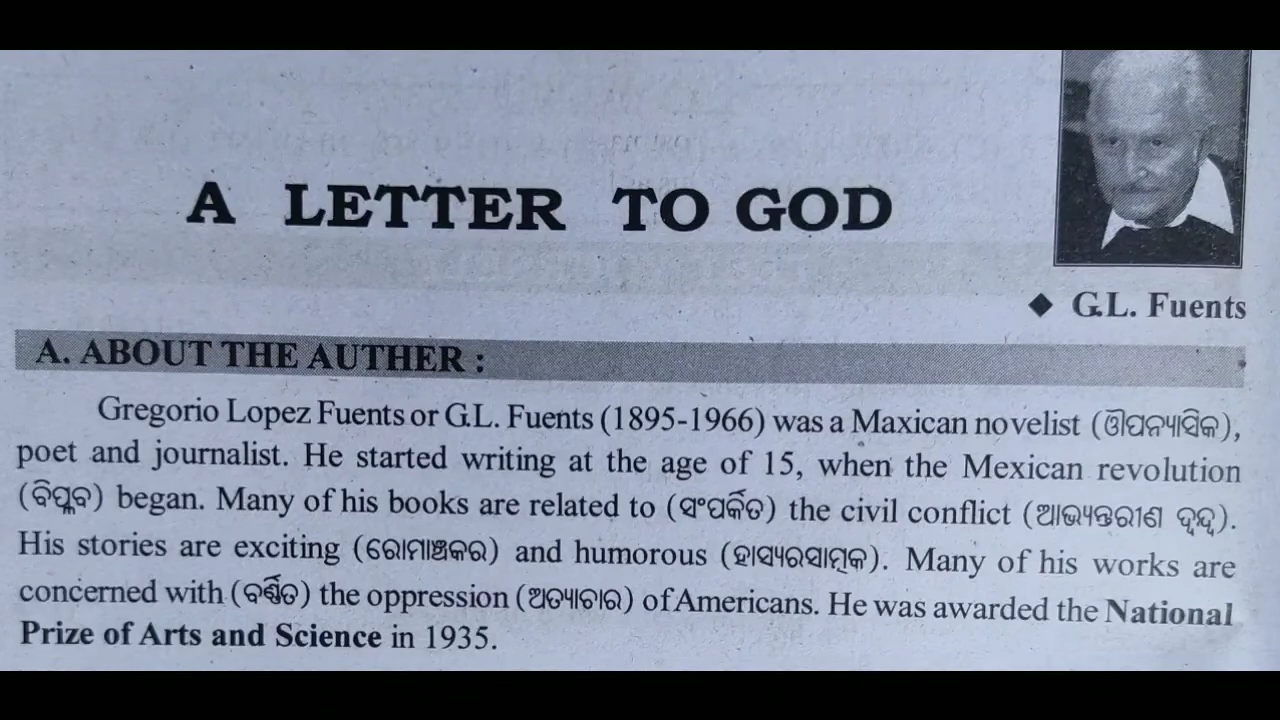 A LETTER TO GOD
◆ G.L. Fuents
A. ABOUT THE AUTHER :
Gregorio Lopez Fuents or G.L. Fuents (1895-1966) was a Maxican novelist (ଔପନ୍ୟାସିକ),
poet and journalist. He started writing at the age of 15, when the Mexican revolution
(ବିପ୍ଳବ) began. Many of his books are related to (ସଂପର୍କିତ) the civil conflict (ଆଭ୍ୟନ୍ତରୀଣ ଦ୍ୱନ୍ଦ୍ୱ).
His stories are exciting (ରୋମାଞ୍ଚକର) and humorous (ହାସ୍ୟରସାତ୍ମକ). Many of his works are
concerned with (ବର୍ଣ୍ଣିତ) the oppression (ଅତ୍ୟାଚାର) of Americans. He was awarded the National
Prize of Arts and Science in 1935.